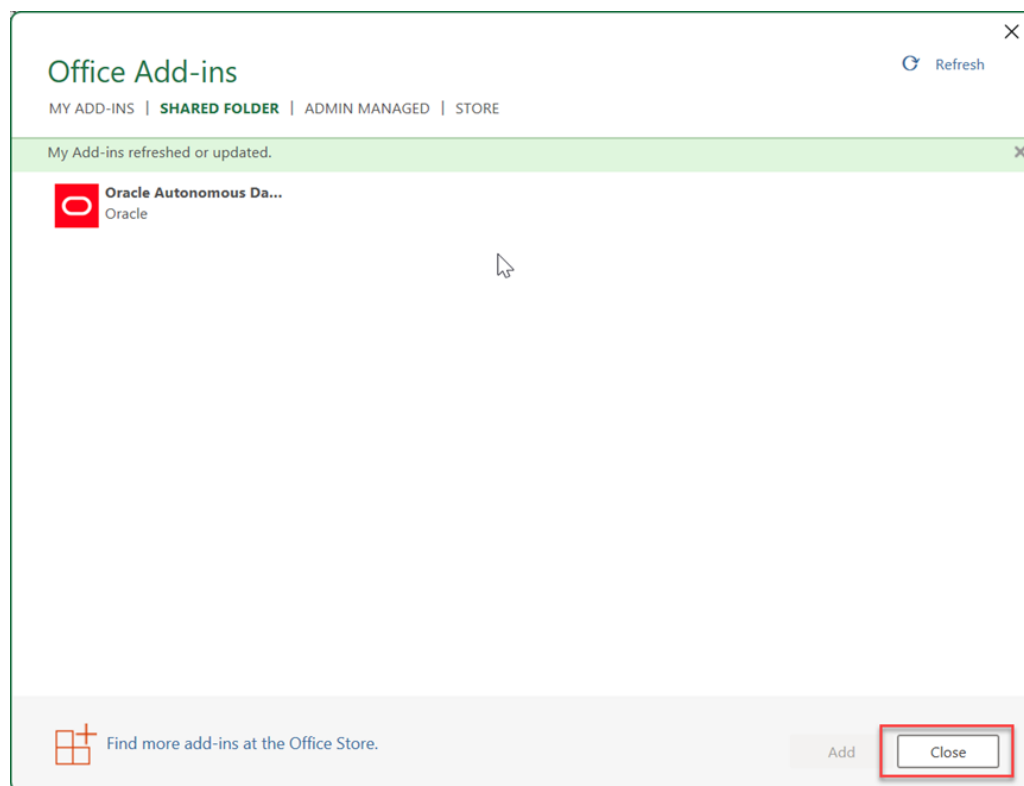 Office Add-ins
Refresh
MY ADD-INS | SHARED FOLDER | ADMIN MANAGED | STORE
My Add-ins refreshed or updated.
Oracle Autonomous Da...
Oracle
Find more add-ins at the Office Store.
Add
Close